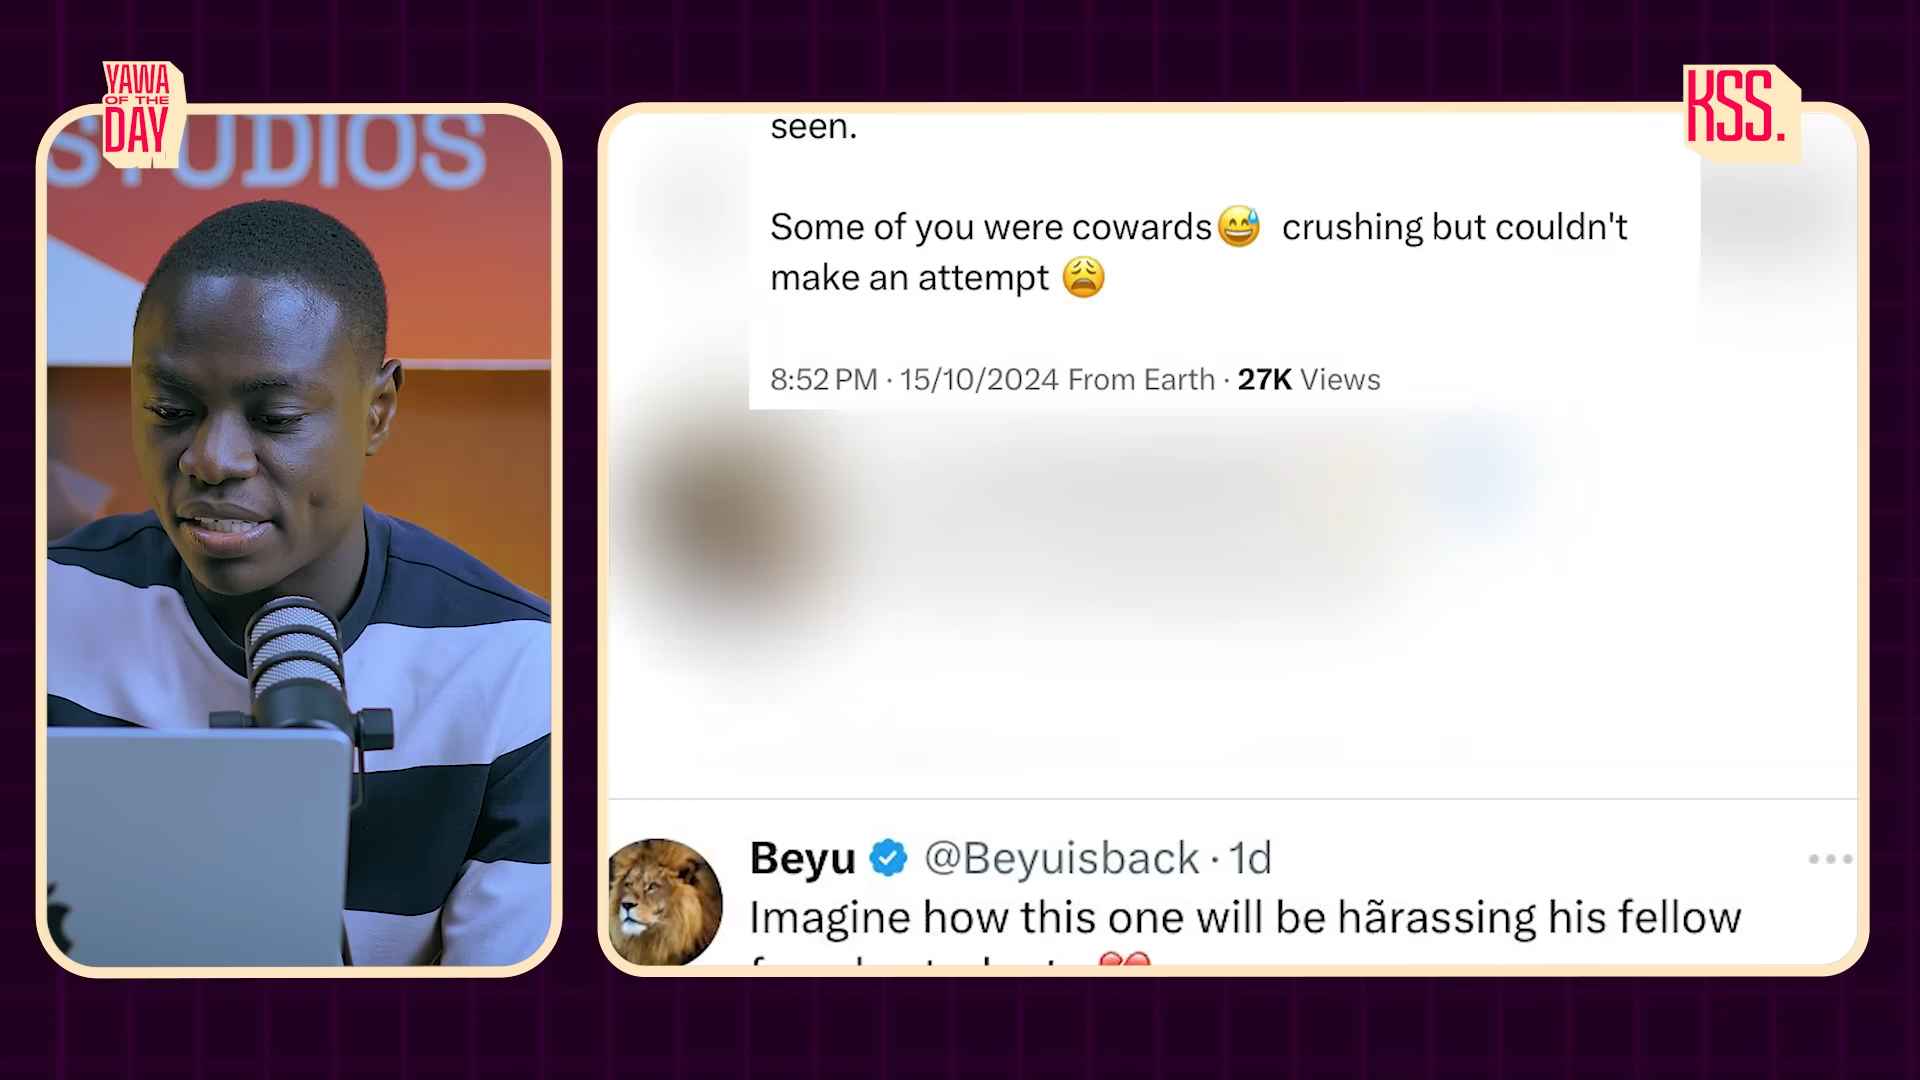 YAWA
OF THE
DAY
STUDIOS
KSS.
seen.
Some of you were cowards😅 crushing but couldn't
make an attempt 😩
8:52 PM · 15/10/2024 From Earth · 27K Views
Beyu @Beyuisback · 1d
Imagine how this one will be hãrassing his fellow